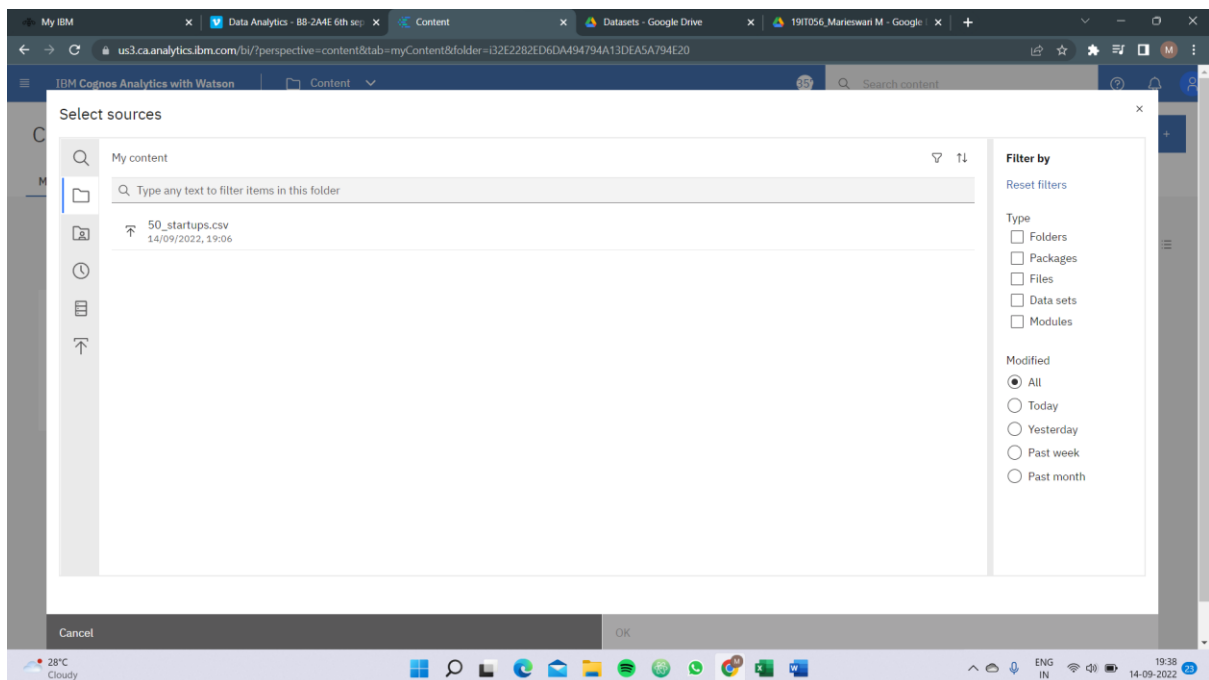 My IBM
Data Analytics - B8-2A4E 6th sep
Content
Datasets - Google Drive
19IT056_Marieswari M - Google
us3.ca.analytics.ibm.com/bi/?perspective=content&tab=myContent&folder=i32E2282ED6DA494794A13DEA5A794E20
M
IBM Cognos Analytics with Watson
Content
Search content
Select sources
C
M
My content
Type any text to filter items in this folder
50_startups.csv
14/09/2022, 19:06
Filter by
Reset filters
Type
Folders
Packages
Files
Data sets
Modules
Modified
All
Today
Yesterday
Past week
Past month
Cancel
OK
28°C
Cloudy
M
ENG
IN
19:38
14-09-2022
23